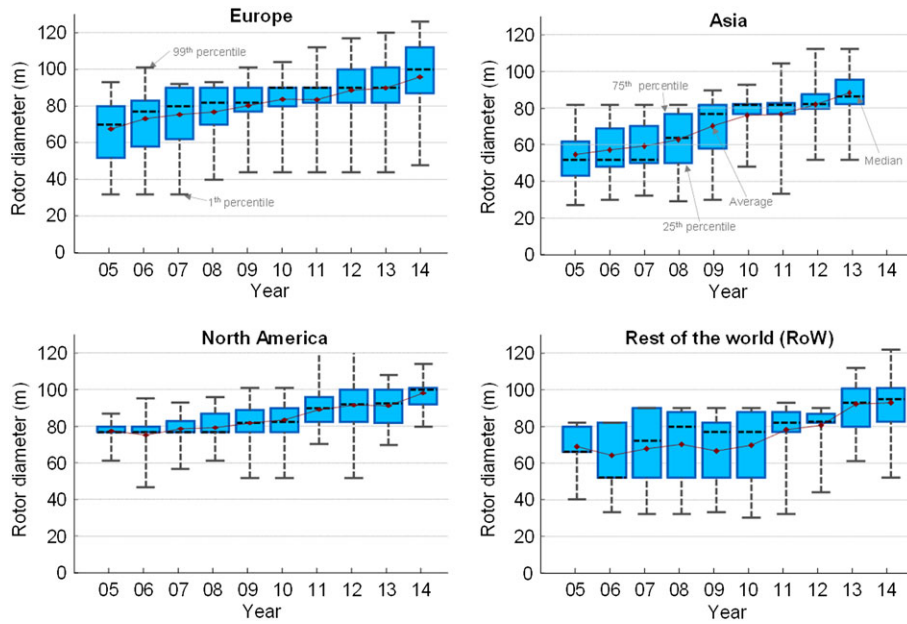 Europe
Rotor diameter (m)
120
100
80
60
40
20
0
99th percentile
1th percentile
05 06 07 08 09 10 11 12 13 14
Year
Asia
Rotor diameter (m)
120
100
80
60
40
20
0
75th percentile
Median
Average
25th percentile
05 06 07 08 09 10 11 12 13 14
Year
North America
Rotor diameter (m)
120
100
80
60
40
20
0
05 06 07 08 09 10 11 12 13 14
Year
Rest of the world (RoW)
Rotor diameter (m)
120
100
80
60
40
20
0
05 06 07 08 09 10 11 12 13 14
Year